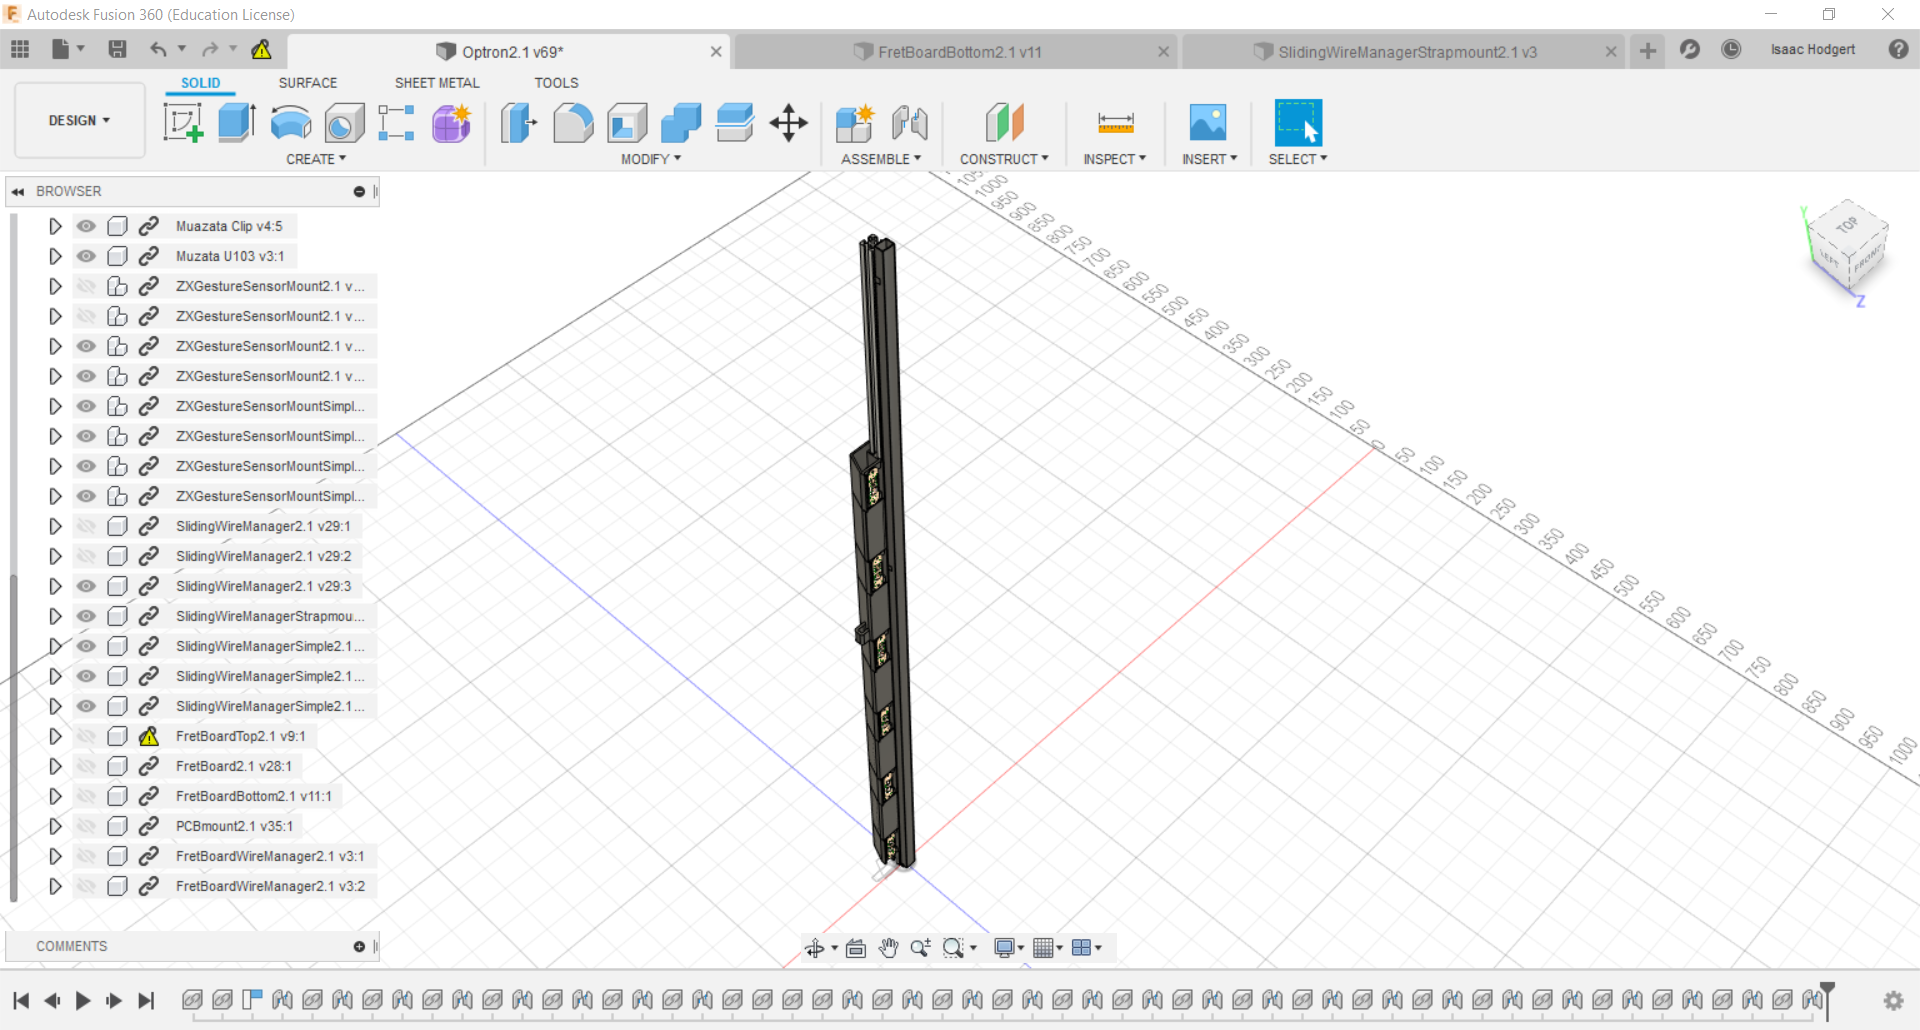 Autodesk Fusion 360 (Education License)
Optron2.1 v69*
FretBoardBottom2.1 v11
SlidingWireManagerStrapmount2.1 v3
Isaac Hodgert
SOLID
SURFACE
SHEET METAL
TOOLS
DESIGN
CREATE
MODIFY
ASSEMBLE
CONSTRUCT
INSPECT
INSERT
SELECT
BROWSER
Muazata Clip v4:5
Muzata U103 v3:1
ZXGestureSensorMount2.1 v...
ZXGestureSensorMount2.1 v...
ZXGestureSensorMount2.1 v...
ZXGestureSensorMount2.1 v...
ZXGestureSensorMountSimpl...
ZXGestureSensorMountSimpl...
ZXGestureSensorMountSimpl...
ZXGestureSensorMountSimpl...
SlidingWireManager2.1 v29:1
SlidingWireManager2.1 v29:2
SlidingWireManager2.1 v29:3
SlidingWireManagerStrapmou...
SlidingWireManagerSimple2.1...
SlidingWireManagerSimple2.1...
SlidingWireManagerSimple2.1...
FretBoardTop2.1 v9:1
FretBoard2.1 v28:1
FretBoardBottom2.1 v11:1
PCBmount2.1 v35:1
FretBoardWireManager2.1 v3:1
FretBoardWireManager2.1 v3:2
COMMENTS
1000 950 900 850 800 750 700 650 600 550 500 450 400 350 300 250 200 150 100 50 0 50 100 150 200 250 300 350 400 450 500 550 600 650 700 750 800 850 900 950 1000
Y
TOP
LEFT
FRONT
Z